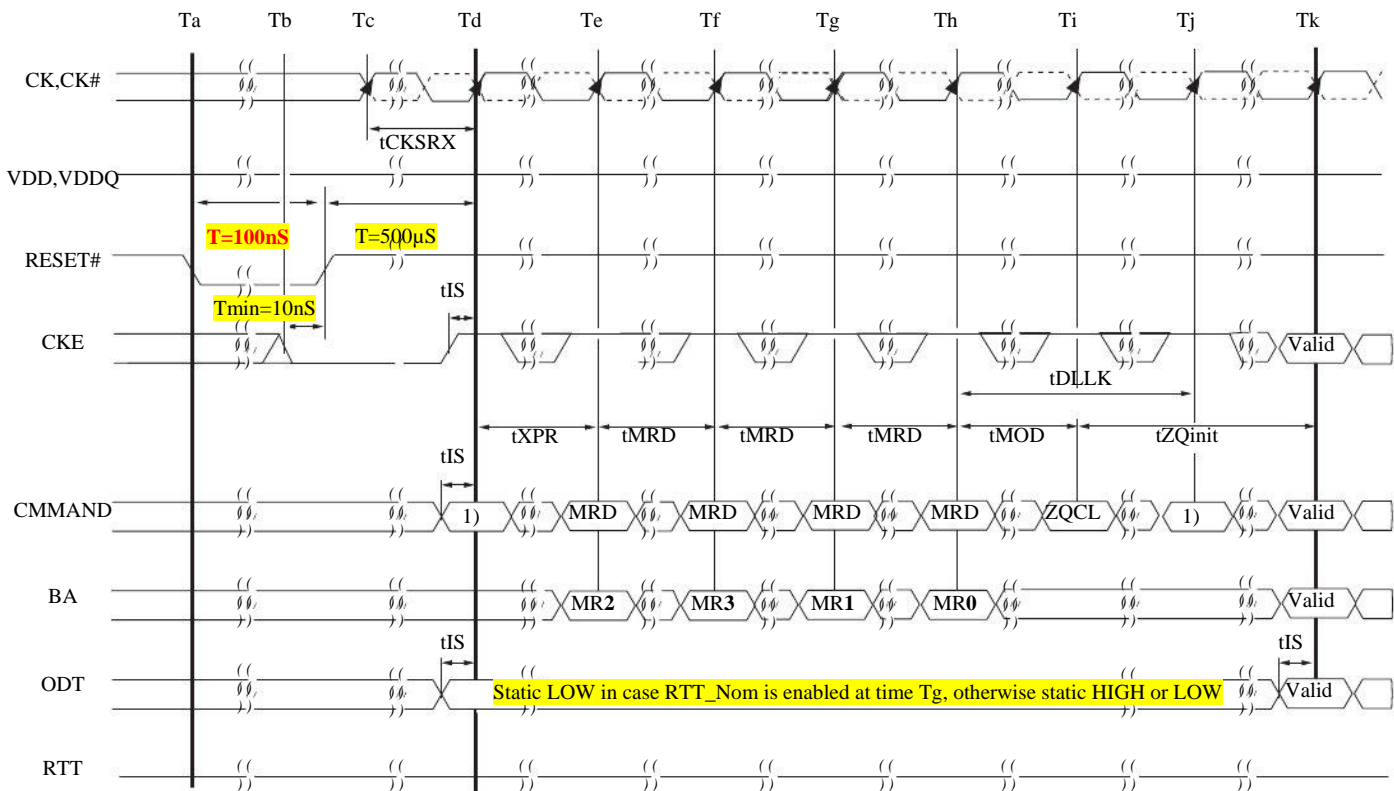 Ta Tb Tc Td Te Tf Tg Th Ti Tj Tk
CK,CK#
tCKSRX
VDD,VDDQ
T=100nS T=500µS
RESET#
Tmin=10nS tIS
CKE Valid
tDLLK
tXPR tMRD tMRD tMRD tMOD tZQinit
tIS
CMMAND 1) MRD MRD MRD MRD ZQCL 1) Valid
BA MR2 MR3 MR1 MR0 Valid
tIS tIS
ODT Static LOW in case RTT_Nom is enabled at time Tg, otherwise static HIGH or LOW Valid
RTT